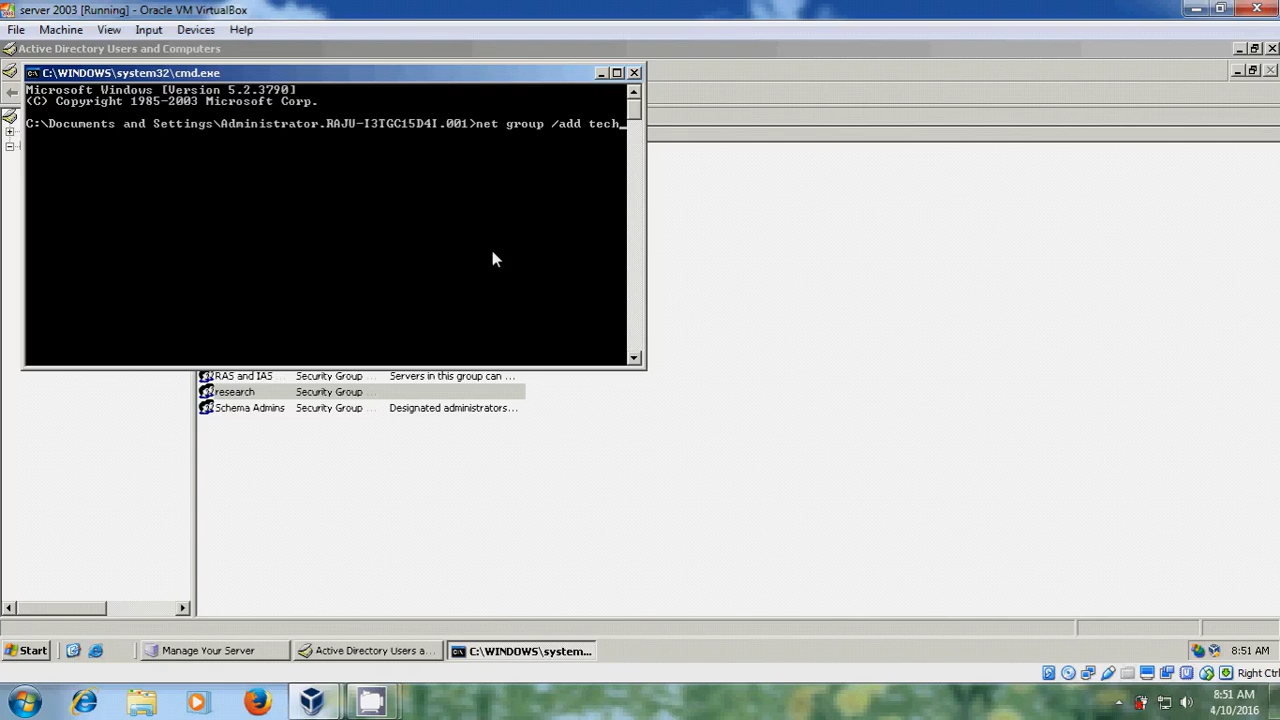 server 2003 [Running] - Oracle VM VirtualBox
File Machine View Input Devices Help
Active Directory Users and Computers
C:\WINDOWS\system32\cmd.exe
Microsoft Windows [Version 5.2.3790]
(C) Copyright 1985-2003 Microsoft Corp.
C:\Documents and Settings\Administrator.RAJU-I3TGC15D4I.001>net group /add tech_
RAS and IAS ... Security Group ... Servers in this group can ...
research Security Group ...
Schema Admins Security Group ... Designated administrators...
Start Manage Your Server Active Directory Users a... C:\WINDOWS\system... 8:51 AM
Right Ctrl
8:51 AM
4/10/2016